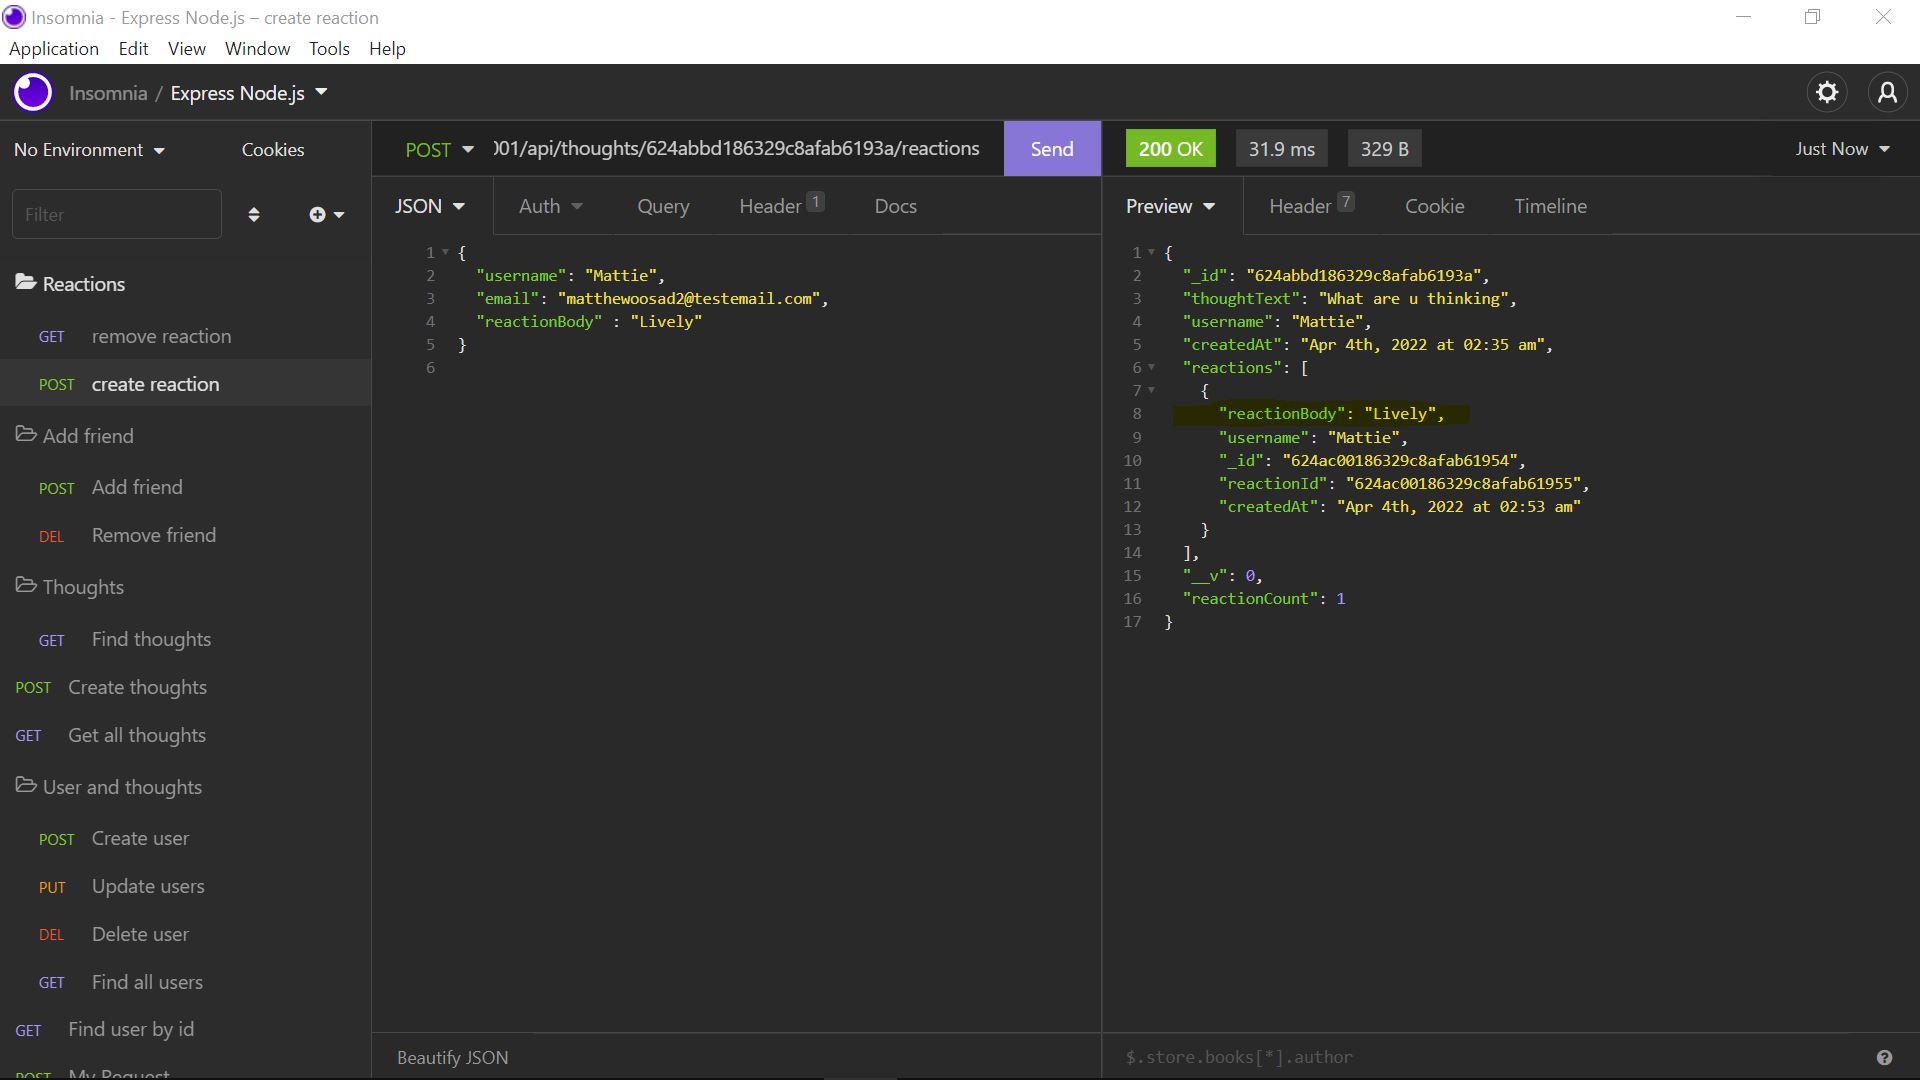 Insomnia - Express Node.js – create reaction
Application Edit View Window Tools Help
Insomnia / Express Node.js
No Environment Cookies
Filter
Reactions
GET remove reaction
POST create reaction
Add friend
POST Add friend
DEL Remove friend
Thoughts
GET Find thoughts
POST Create thoughts
GET Get all thoughts
User and thoughts
POST Create user
PUT Update users
DEL Delete user
GET Find all users
GET Find user by id
POST My Request
POST 01/api/thoughts/624abbd186329c8afab6193a/reactions Send
JSON Auth Query Header 1 Docs
1 {
2 "username": "Mattie",
3 "email": "matthewoosad2@testemail.com",
4 "reactionBody" : "Lively"
5 }
6
Beautify JSON
200 OK 31.9 ms 329 B Just Now
Preview Header 7 Cookie Timeline
1 {
2 "_id": "624abbd186329c8afab6193a",
3 "thoughtText": "What are u thinking",
4 "username": "Mattie",
5 "createdAt": "Apr 4th, 2022 at 02:35 am",
6 "reactions": [
7 {
8 "reactionBody": "Lively",
9 "username": "Mattie",
10 "_id": "624ac00186329c8afab61954",
11 "reactionId": "624ac00186329c8afab61955",
12 "createdAt": "Apr 4th, 2022 at 02:53 am"
13 }
14 ],
15 "__v": 0,
16 "reactionCount": 1
17 }
$.store.books[*].author